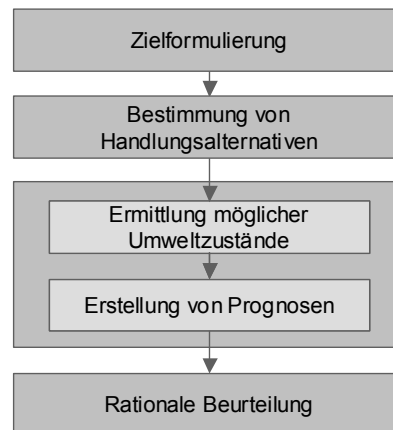 Zielformulierung
Bestimmung von
Handlungsalternativen
Ermittlung möglicher
Umweltzustände
Erstellung von Prognosen
Rationale Beurteilung